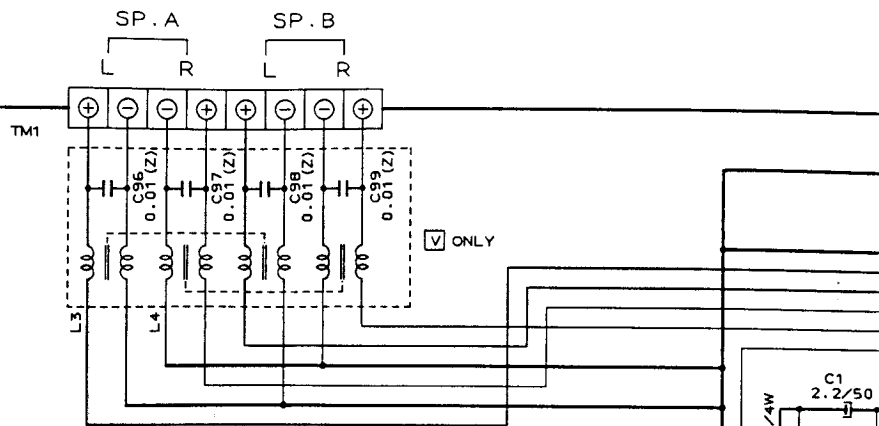 SP.A SP.B
L R L R
+ − − + + − − +
TM1
C96
0.01(Z)
C97
0.01(Z)
C98
0.01(Z)
C99
0.01(Z)
V ONLY
L3
L4
C1
2.2/50
/4W